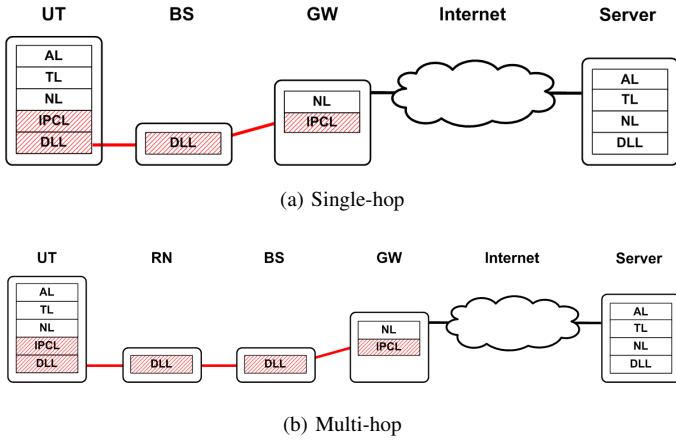 UT BS GW Internet Server
AL
TL
NL
IPCL
DLL
DLL
NL
IPCL
AL
TL
NL
DLL
(a) Single-hop
UT RN BS GW Internet Server
AL
TL
NL
IPCL
DLL
DLL
DLL
NL
IPCL
AL
TL
NL
DLL
(b) Multi-hop